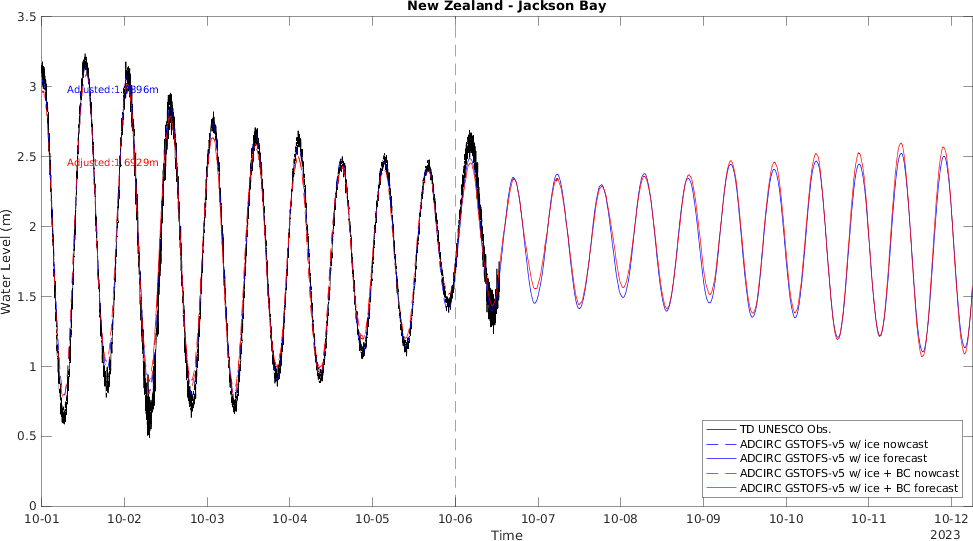 New Zealand - Jackson Bay
3.5
3
2.5
2
1.5
1
0.5
0
Water Level (m)
Adjusted:1.6929m
TD UNESCO Obs.
ADCIRC GSTOFS-v5 w/ ice nowcast
ADCIRC GSTOFS-v5 w/ ice forecast
ADCIRC GSTOFS-v5 w/ ice + BC nowcast
ADCIRC GSTOFS-v5 w/ ice + BC forecast
10-01 10-02 10-03 10-04 10-05 10-06 10-07 10-08 10-09 10-10 10-11 10-12
2023
Time